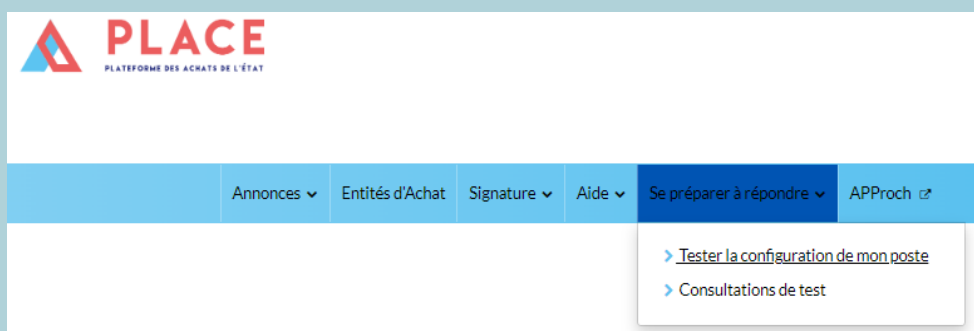 PLACE
PLATEFORME DES ACHATS DE L'ÉTAT
Annonces Entités d'Achat Signature Aide Se préparer à répondre APProch
Tester la configuration de mon poste
Consultations de test